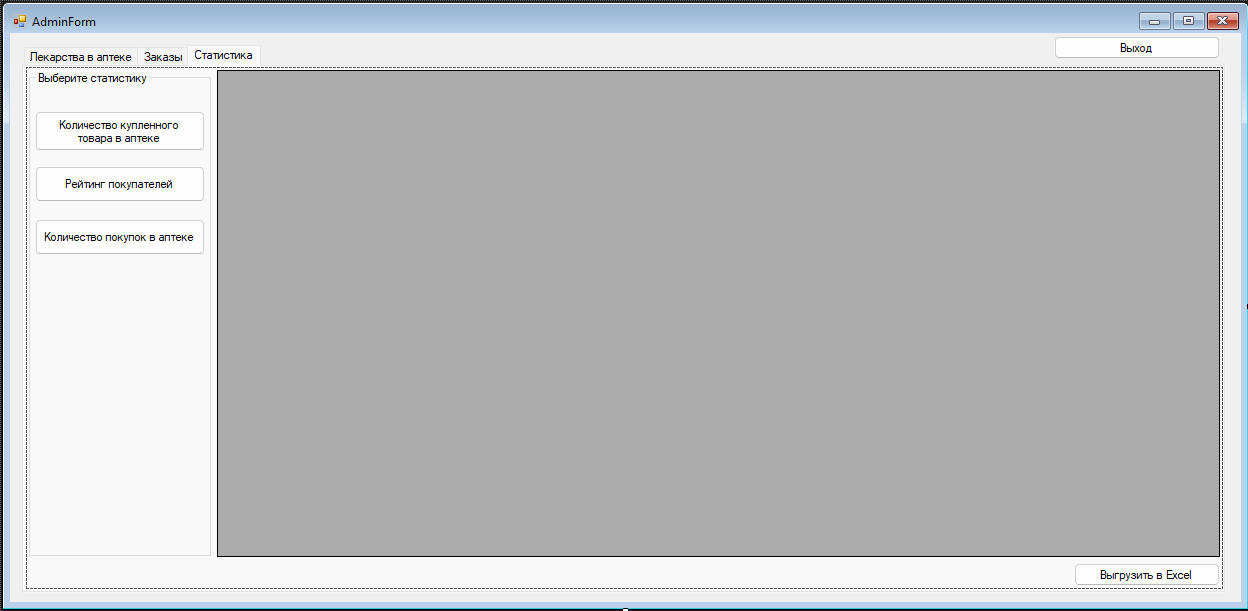 AdminForm
Выход
Лекарства в аптеке
Заказы
Статистика
Выберите статистику
Количество купленного
товара в аптеке
Рейтинг покупателей
Количество покупок в аптеке
Выгрузить в Excel